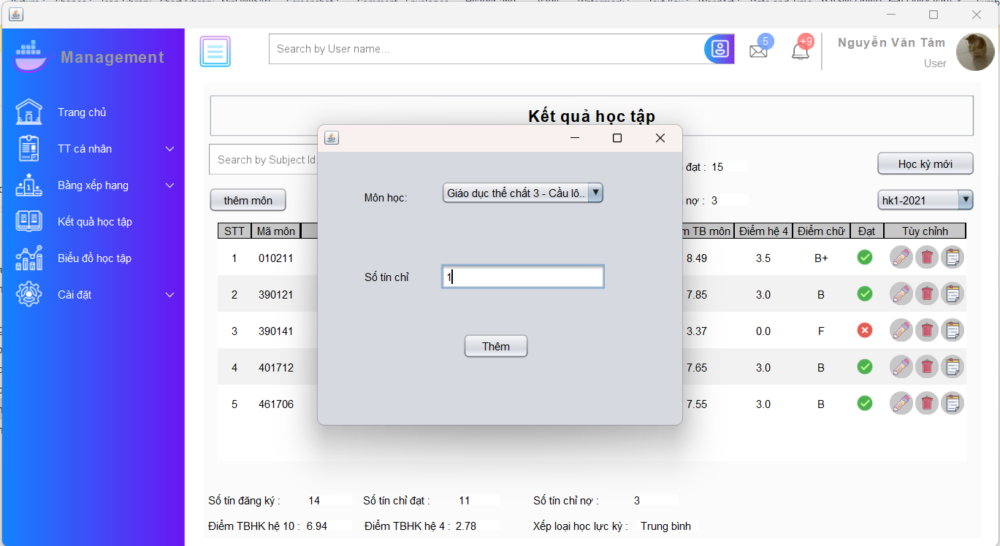 Management
Search by User name...
5
+9
Nguyễn Văn Tâm
User
Trang chủ
TT cá nhân
Bảng xếp hạng
Kết quả học tập
Biểu đồ học tập
Cài đặt
Kết quả học tập
Search by Subject Id
đạt : 15
Học kỳ mới
thêm môn
nợ : 3
hk1-2021
Môn học: Giáo dục thể chất 3 - Cầu lô..
Số tín chỉ 1
Thêm
STT Mã môn TB môn Điểm hệ 4 Điểm chữ Đạt Tùy chỉnh
1 010211 8.49 3.5 B+
2 390121 7.85 3.0 B
3 390141 3.37 0.0 F
4 401712 7.65 3.0 B
5 461706 7.55 3.0 B
Số tín đăng ký : 14 Số tín chỉ đạt : 11 Số tín chỉ nợ : 3
Điểm TBHK hệ 10 : 6.94 Điểm TBHK hệ 4 : 2.78 Xếp loại học lực kỳ : Trung bình